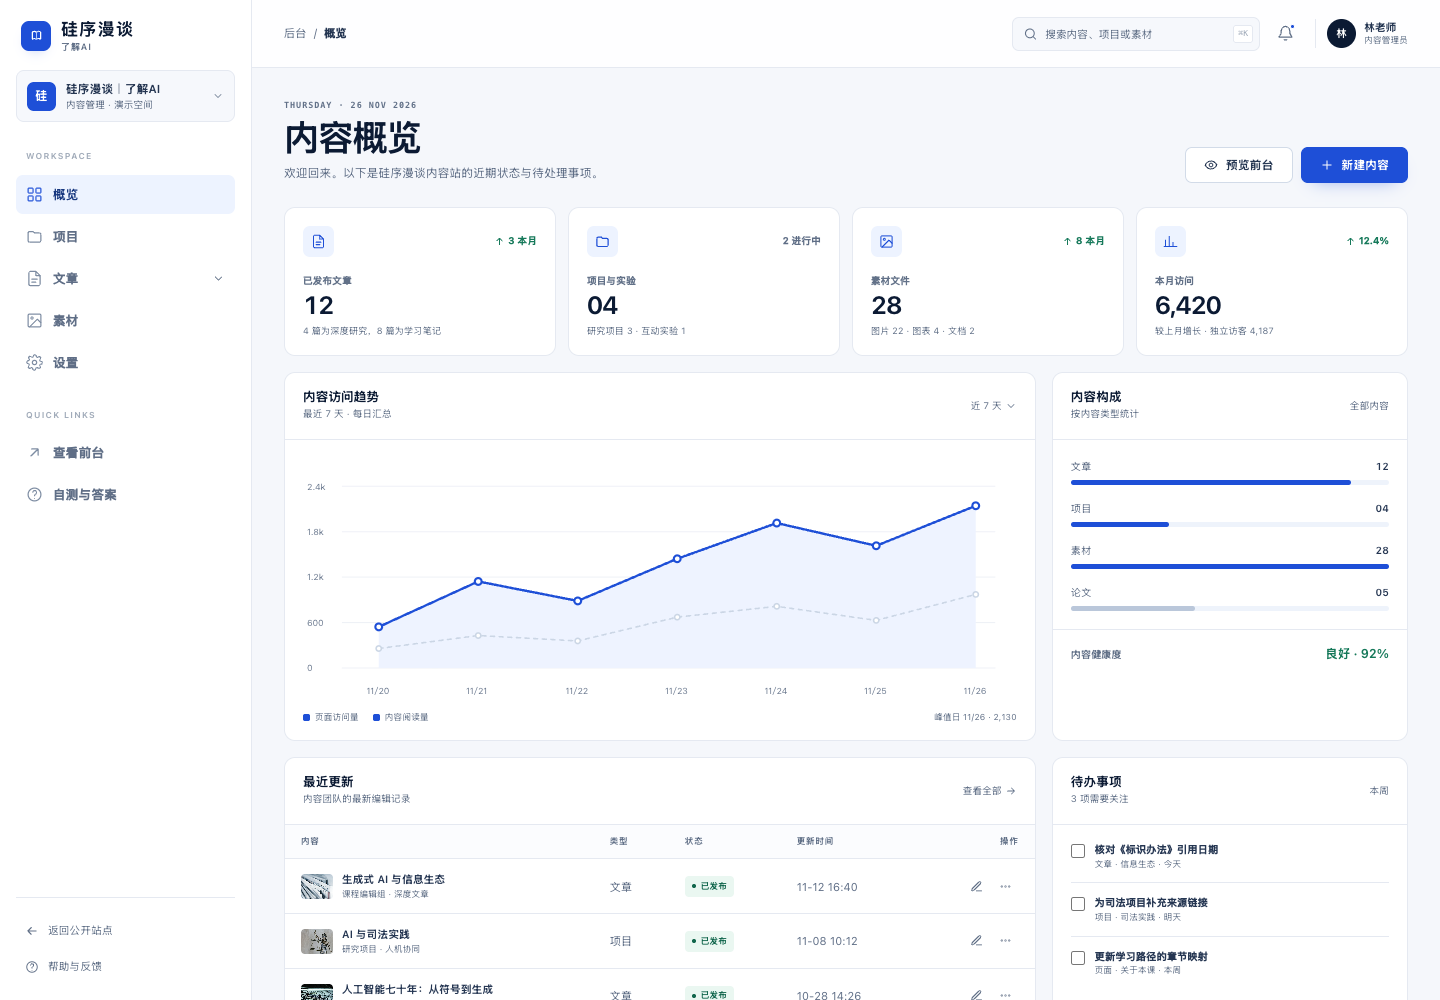 硅序漫谈
了解AI
硅
硅序漫谈｜了解AI
内容管理 · 演示空间
WORKSPACE
概览
项目
文章
素材
设置
QUICK LINKS
查看前台
自测与答案
返回公开站点
帮助与反馈
后台 / 概览
搜索内容、项目或素材
⌘K
林
林老师
内容管理员
THURSDAY · 26 NOV 2026
内容概览
欢迎回来。以下是硅序漫谈内容站的近期状态与待处理事项。
预览前台
新建内容
↑ 3 本月
已发布文章
12
4 篇为深度研究，8 篇为学习笔记
2 进行中
项目与实验
04
研究项目 3 · 互动实验 1
↑ 8 本月
素材文件
28
图片 22 · 图表 4 · 文档 2
↑ 12.4%
本月访问
6,420
较上月增长 · 独立访客 4,187
内容访问趋势
最近 7 天 · 每日汇总
近 7 天
2.4k
1.8k
1.2k
600
0
11/20
11/21
11/22
11/23
11/24
11/25
11/26
页面访问量
内容阅读量
峰值日 11/26 · 2,130
内容构成
按内容类型统计
全部内容
文章
12
项目
04
素材
28
论文
05
内容健康度
良好 · 92%
最近更新
内容团队的最新编辑记录
查看全部 →
内容
类型
状态
更新时间
操作
生成式 AI 与信息生态
课程编辑组 · 深度文章
文章
已发布
11-12 16:40
AI 与司法实践
研究项目 · 人机协同
项目
已发布
11-08 10:12
人工智能七十年：从符号到生成
文章
已发布
10-28 14:26
待办事项
3 项需要关注
本周
核对《标识办法》引用日期
文章 · 信息生态 · 今天
为司法项目补充来源链接
项目 · 司法实践 · 明天
更新学习路径的章节映射
页面 · 关于本课 · 本周